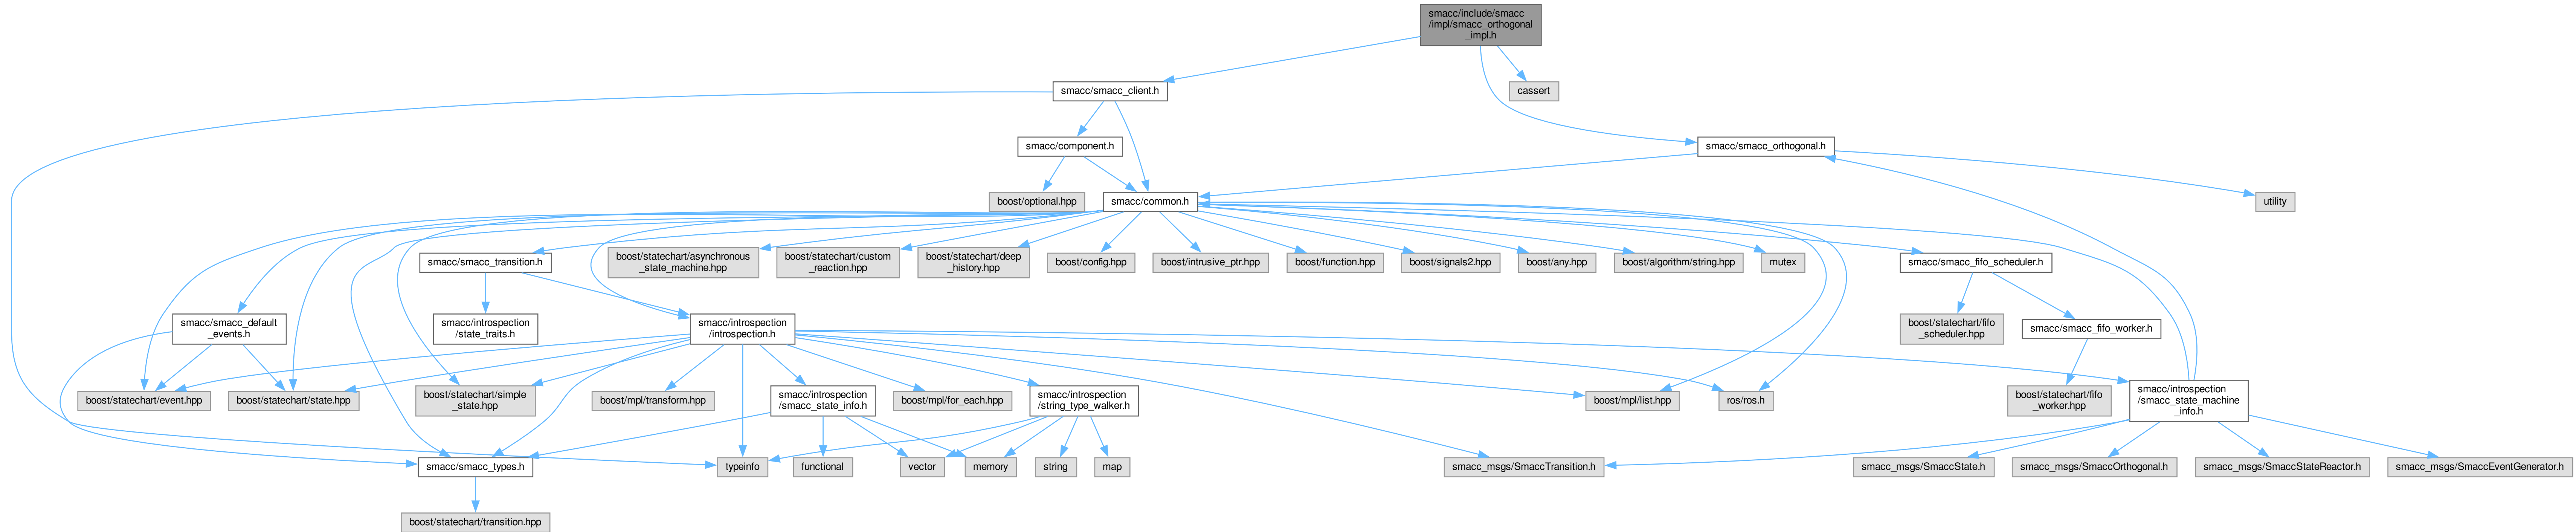 smacc/include/smacc
/impl/smacc_orthogonal
_impl.h
smacc/smacc_client.h
cassert
smacc/component.h
smacc/smacc_orthogonal.h
boost/optional.hpp
smacc/common.h
utility
smacc/smacc_transition.h
boost/statechart/asynchronous
_state_machine.hpp
boost/statechart/custom
_reaction.hpp
boost/statechart/deep
_history.hpp
boost/config.hpp
boost/intrusive_ptr.hpp
boost/function.hpp
boost/signals2.hpp
boost/any.hpp
boost/algorithm/string.hpp
mutex
smacc/smacc_fifo_scheduler.h
smacc/smacc_default
_events.h
smacc/introspection
/state_traits.h
smacc/introspection
/introspection.h
boost/statechart/fifo
_scheduler.hpp
smacc/smacc_fifo_worker.h
boost/statechart/event.hpp
boost/statechart/state.hpp
boost/statechart/simple
_state.hpp
boost/mpl/transform.hpp
smacc/introspection
/smacc_state_info.h
boost/mpl/for_each.hpp
smacc/introspection
/string_type_walker.h
boost/mpl/list.hpp
ros/ros.h
boost/statechart/fifo
_worker.hpp
smacc/introspection
/smacc_state_machine
_info.h
smacc/smacc_types.h
typeinfo
functional
vector
memory
string
map
smacc_msgs/SmaccTransition.h
smacc_msgs/SmaccState.h
smacc_msgs/SmaccOrthogonal.h
smacc_msgs/SmaccStateReactor.h
smacc_msgs/SmaccEventGenerator.h
boost/statechart/transition.hpp